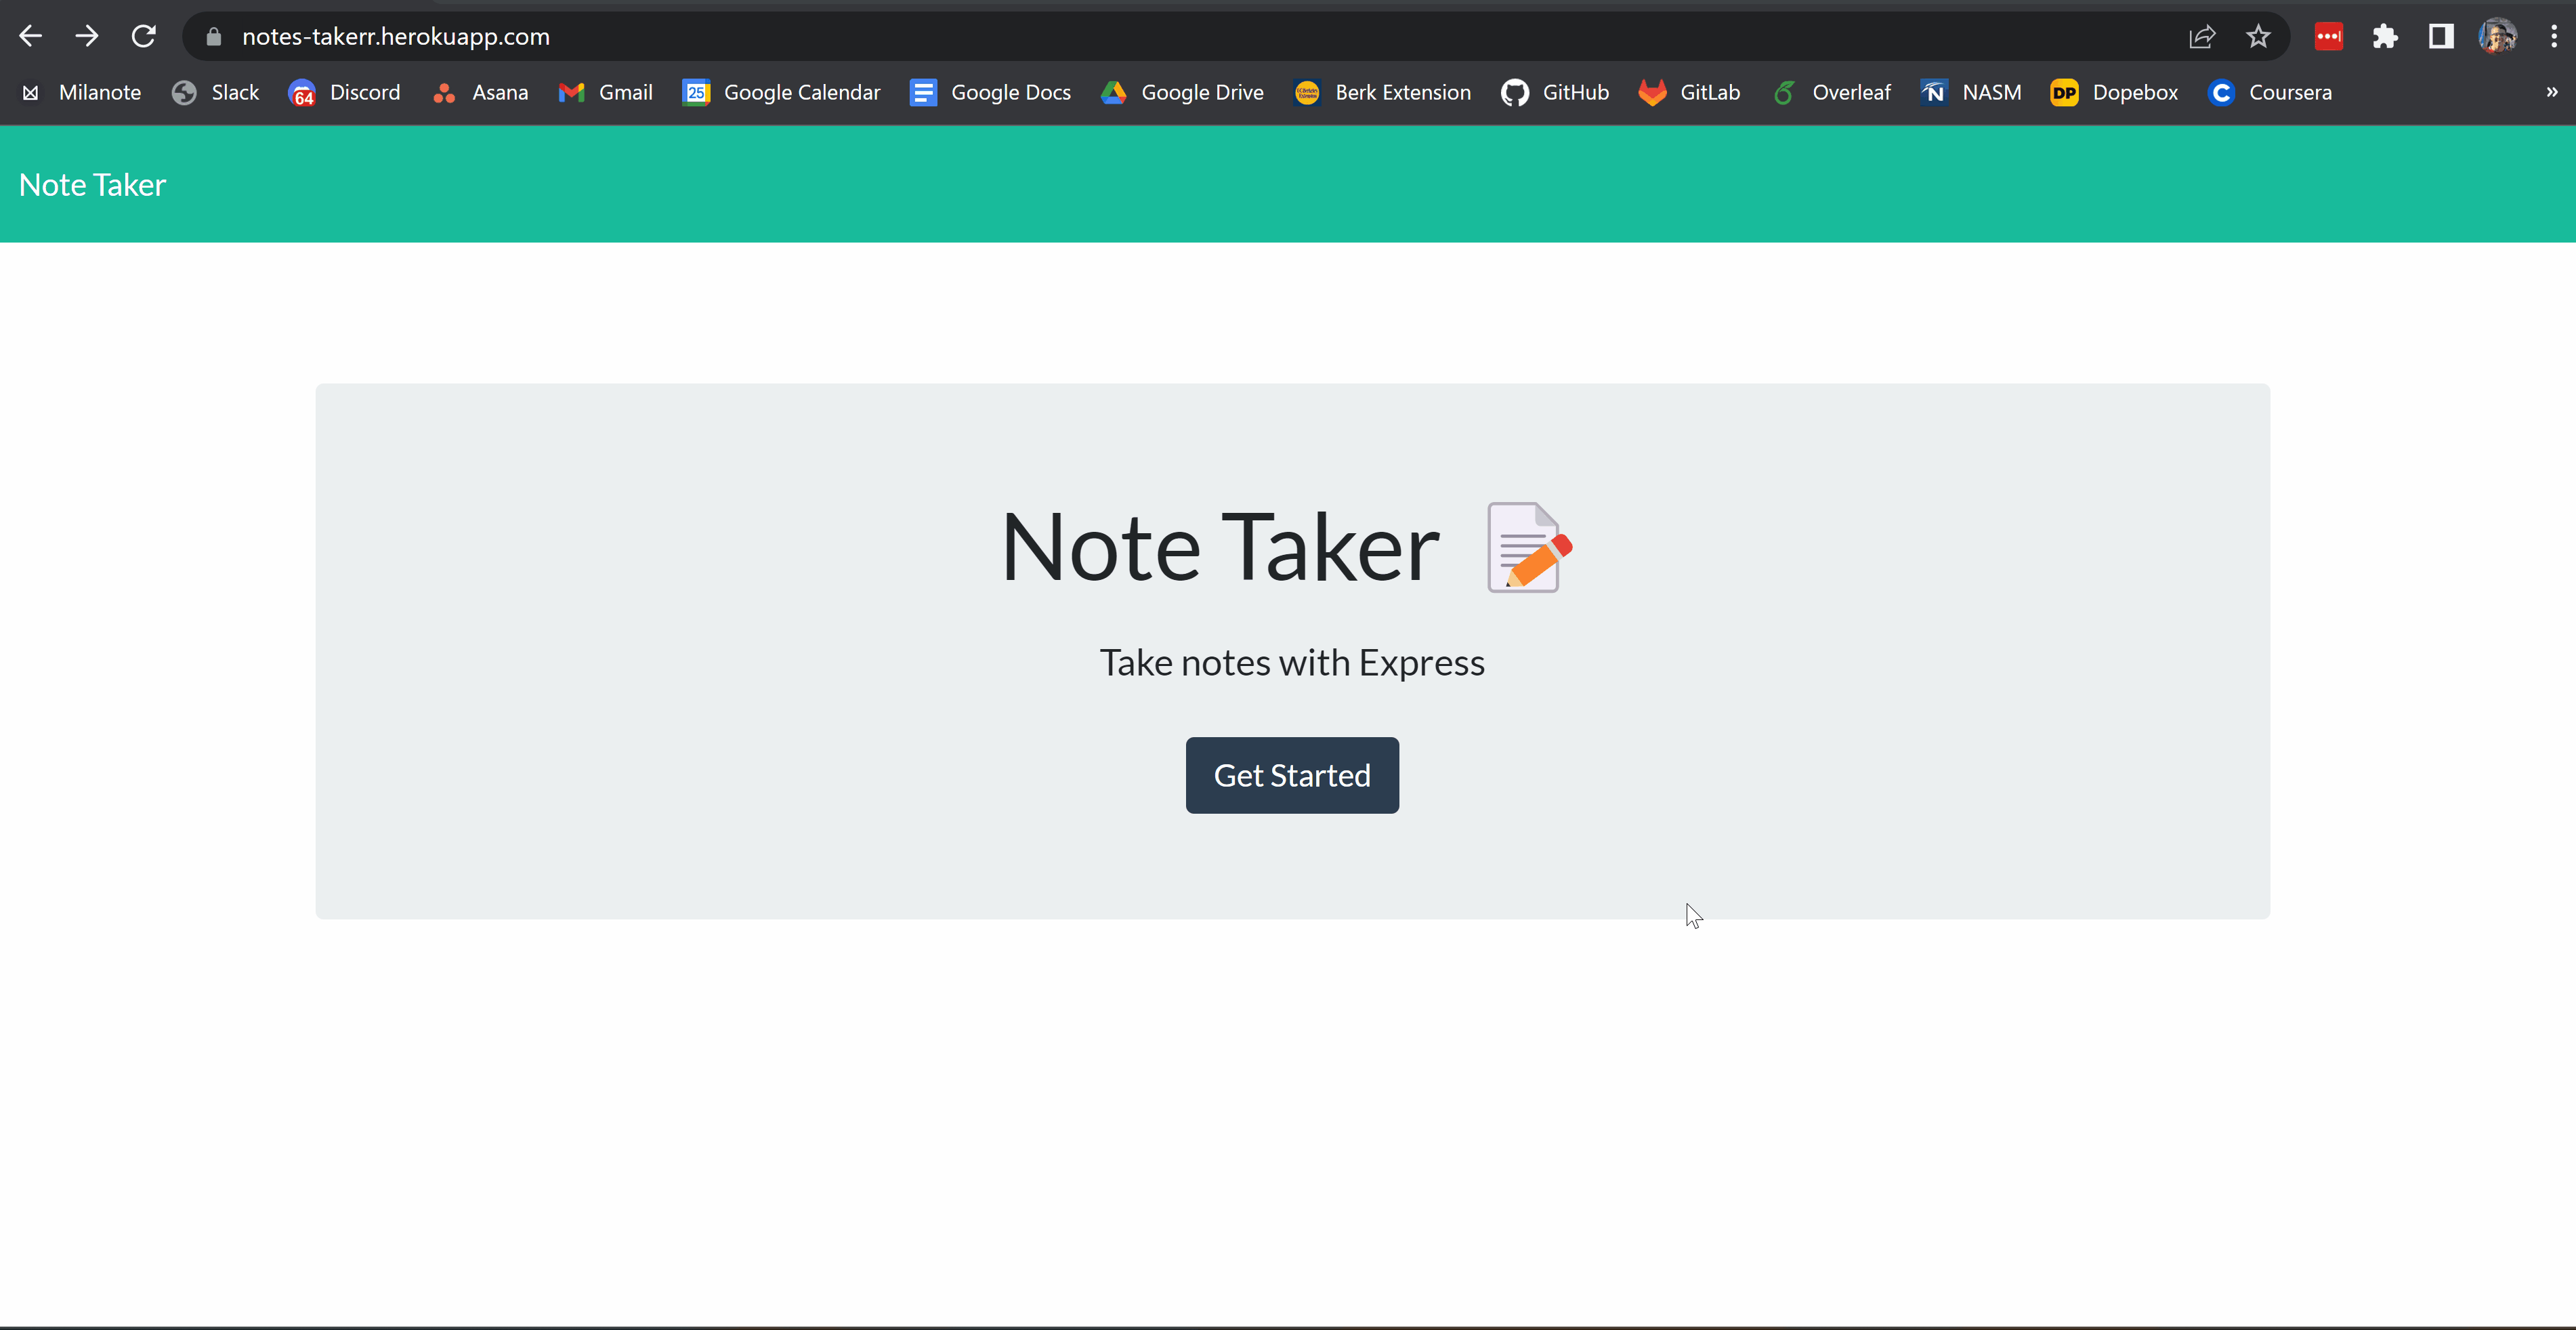 notes-takerr.herokuapp.com
Milanote Slack 64 Discord Asana Gmail 25 Google Calendar Google Docs Google Drive Berk Extension GitHub GitLab Overleaf N NASM DP Dopebox C Coursera »
Note Taker
Note Taker
Take notes with Express
Get Started